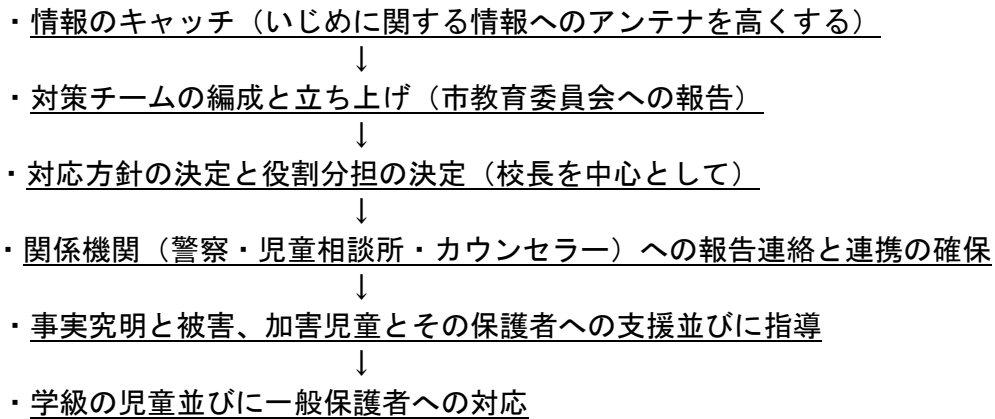 ・情報のキャッチ（いじめに関する情報へのアンテナを高くする）
↓
・対策チームの編成と立ち上げ（市教育委員会への報告）
↓
・対応方針の決定と役割分担の決定（校長を中心として）
↓
・関係機関（警察・児童相談所・カウンセラー）への報告連絡と連携の確保
↓
・事実究明と被害、加害児童とその保護者への支援並びに指導
↓
・学級の児童並びに一般保護者への対応